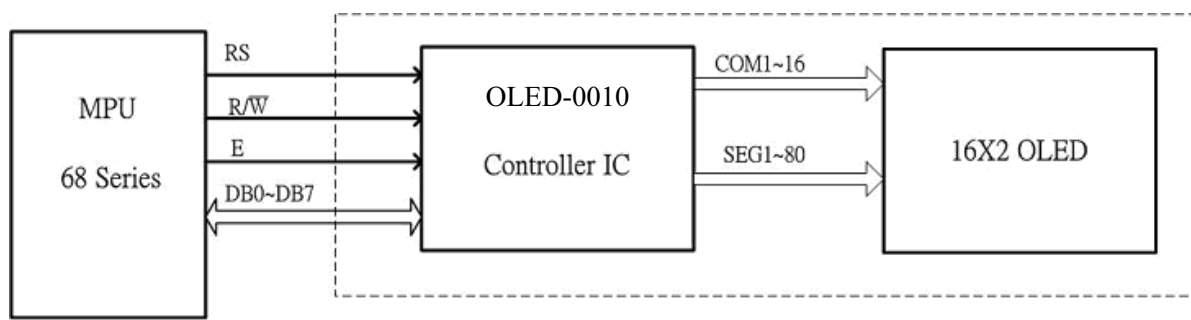 MPU
68 Series
RS
R/W̅
E
DB0~DB7
OLED-0010
Controller IC
COM1~16
SEG1~80
16X2 OLED